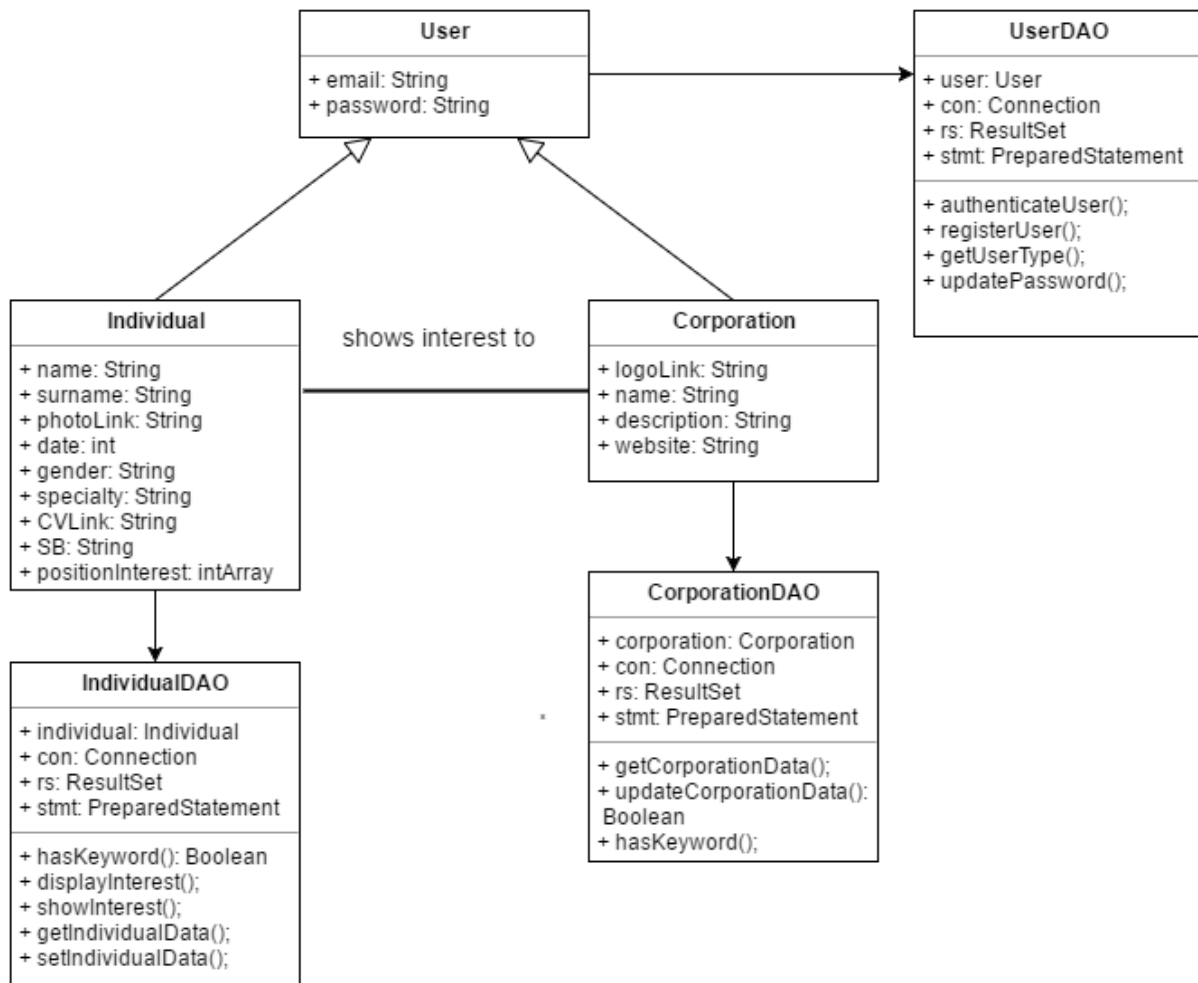 User
+ email: String
+ password: String
UserDAO
+ user: User
+ con: Connection
+ rs: ResultSet
+ stmt: PreparedStatement
+ authenticateUser();
+ registerUser();
+ getUserType();
+ updatePassword();
Individual
+ name: String
+ surname: String
+ photoLink: String
+ date: int
+ gender: String
+ specialty: String
+ CVLink: String
+ SB: String
+ positionInterest: intArray
shows interest to
Corporation
+ logoLink: String
+ name: String
+ description: String
+ website: String
IndividualDAO
+ individual: Individual
+ con: Connection
+ rs: ResultSet
+ stmt: PreparedStatement
+ hasKeyword(): Boolean
+ displayInterest();
+ showInterest();
+ getIndividualData();
+ setIndividualData();
CorporationDAO
+ corporation: Corporation
+ con: Connection
+ rs: ResultSet
+ stmt: PreparedStatement
+ getCorporationData();
+ updateCorporationData():
Boolean
+ hasKeyword();